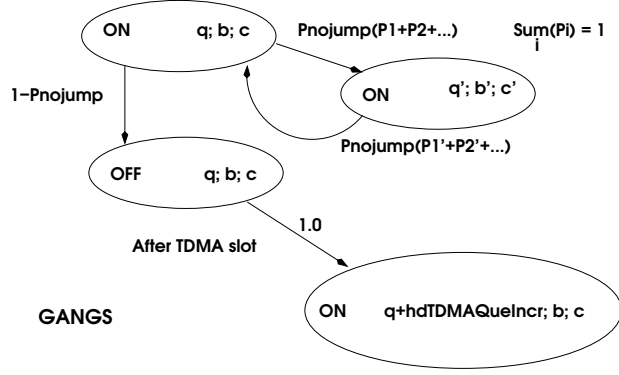 ON q; b; c
Pnojump(P1+P2+...)
Sum(Pi) = 1
i
1−Pnojump
ON q'; b'; c'
Pnojump(P1'+P2'+...)
OFF q; b; c
1.0
After TDMA slot
ON q+hdTDMAQueIncr; b; c
GANGS